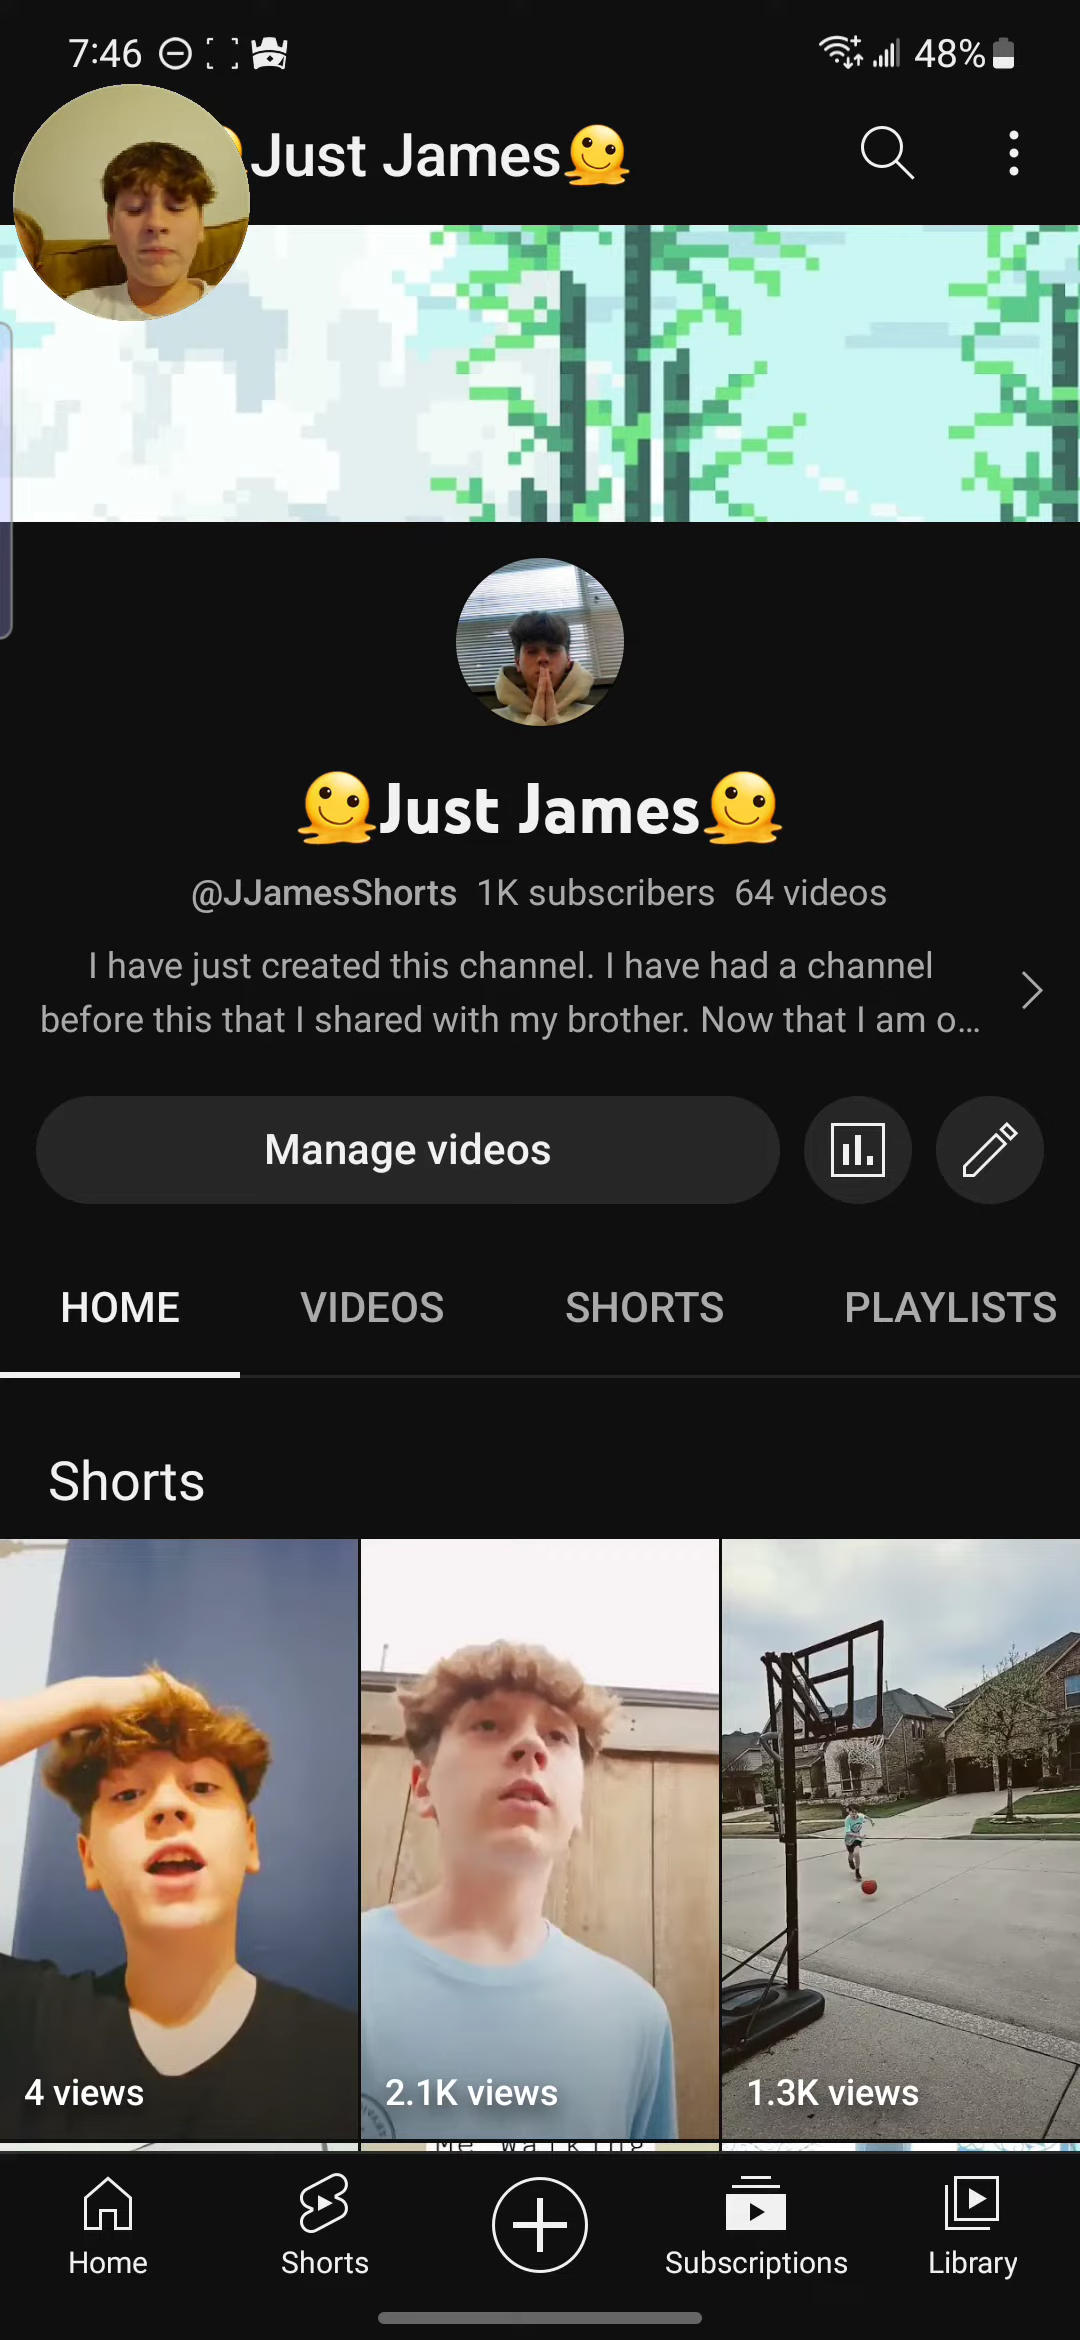 7:46
48%
Just James
Just James
@JJamesShorts 1K subscribers 64 videos
I have just created this channel. I have had a channel
before this that I shared with my brother. Now that I am o...
Manage videos
HOME VIDEOS SHORTS PLAYLISTS
Shorts
4 views 2.1K views 1.3K views
Me Walking
Home Shorts Subscriptions Library